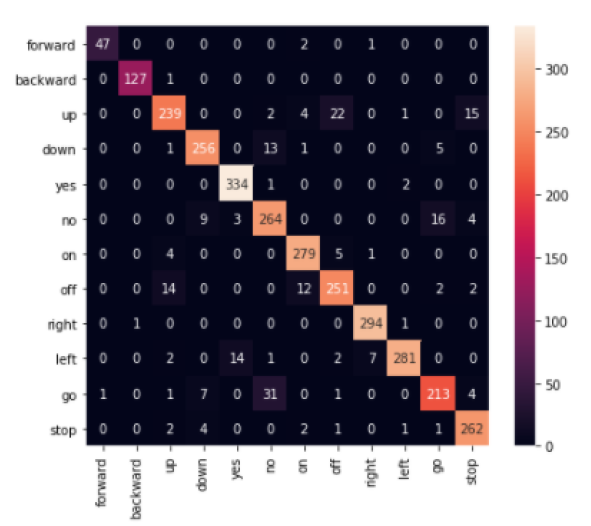 forward 47 0 0 0 0 0 2 0 1 0 0 0
backward 0 127 1 0 0 0 0 0 0 0 0 0
up 0 0 239 0 0 2 4 22 0 1 0 15
down 0 0 1 256 0 13 1 0 0 0 5 0
yes 0 0 0 0 334 1 0 0 0 2 0 0
no 0 0 0 9 3 264 0 0 0 0 16 4
on 0 0 4 0 0 0 279 5 1 0 0 0
off 0 0 14 0 0 0 12 251 0 0 2 2
right 0 1 0 0 0 0 0 0 294 1 0 0
left 0 0 2 0 14 1 0 2 7 281 0 0
go 1 0 1 7 0 31 0 1 0 0 213 4
stop 0 0 2 4 0 0 2 1 0 1 1 262
forward backward up down yes no on off right left go stop
300
250
200
150
100
50
0